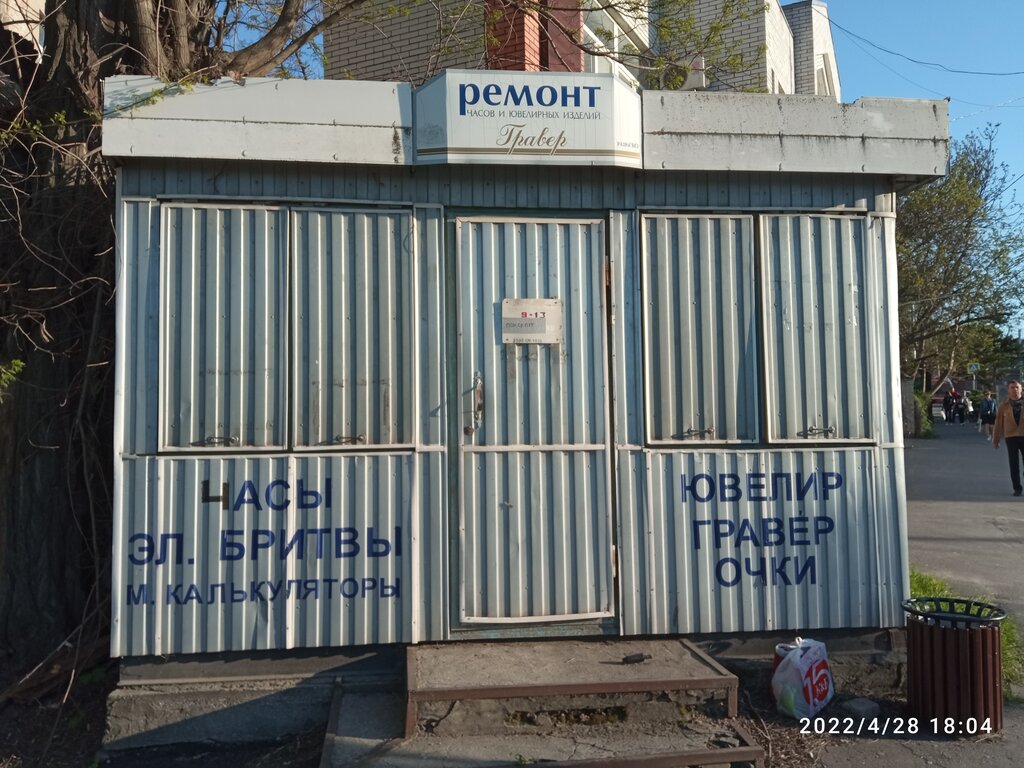 ремонт
ЧАСОВ И ЮВЕЛИРНЫХ ИЗДЕЛИЙ
Гравер
9-13
ЧАСЫ
ЭЛ. БРИТВЫ
М. КАЛЬКУЛЯТОРЫ
ЮВЕЛИР
ГРАВЕР
ОЧКИ
15
2022/4/28 18:04